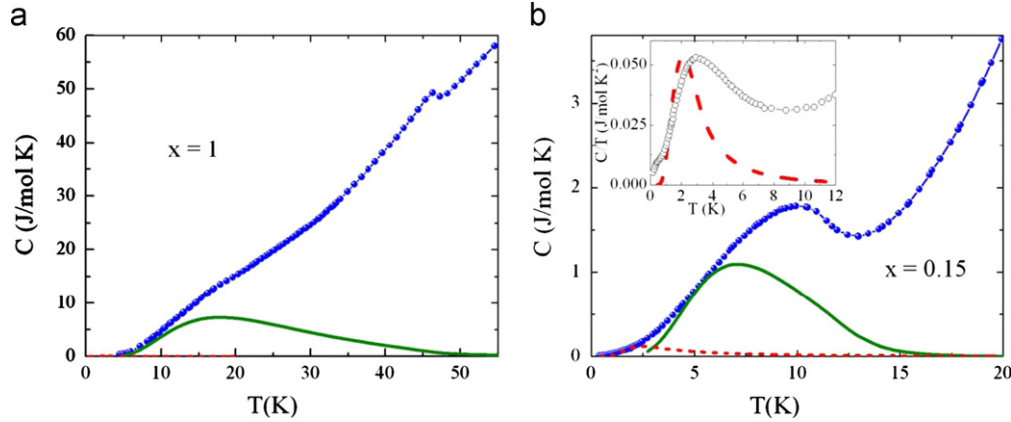 a
60
50
40
30
20
10
0
C (J/mol K)
x = 1
0 10 20 30 40 50
T(K)
b
3
2
1
0
C (J/mol K)
x = 0.15
0 5 10 15 20
T(K)
0.050
0.025
0.000
C/T (J/mol K²)
0 2 4 6 8 10 12
T (K)